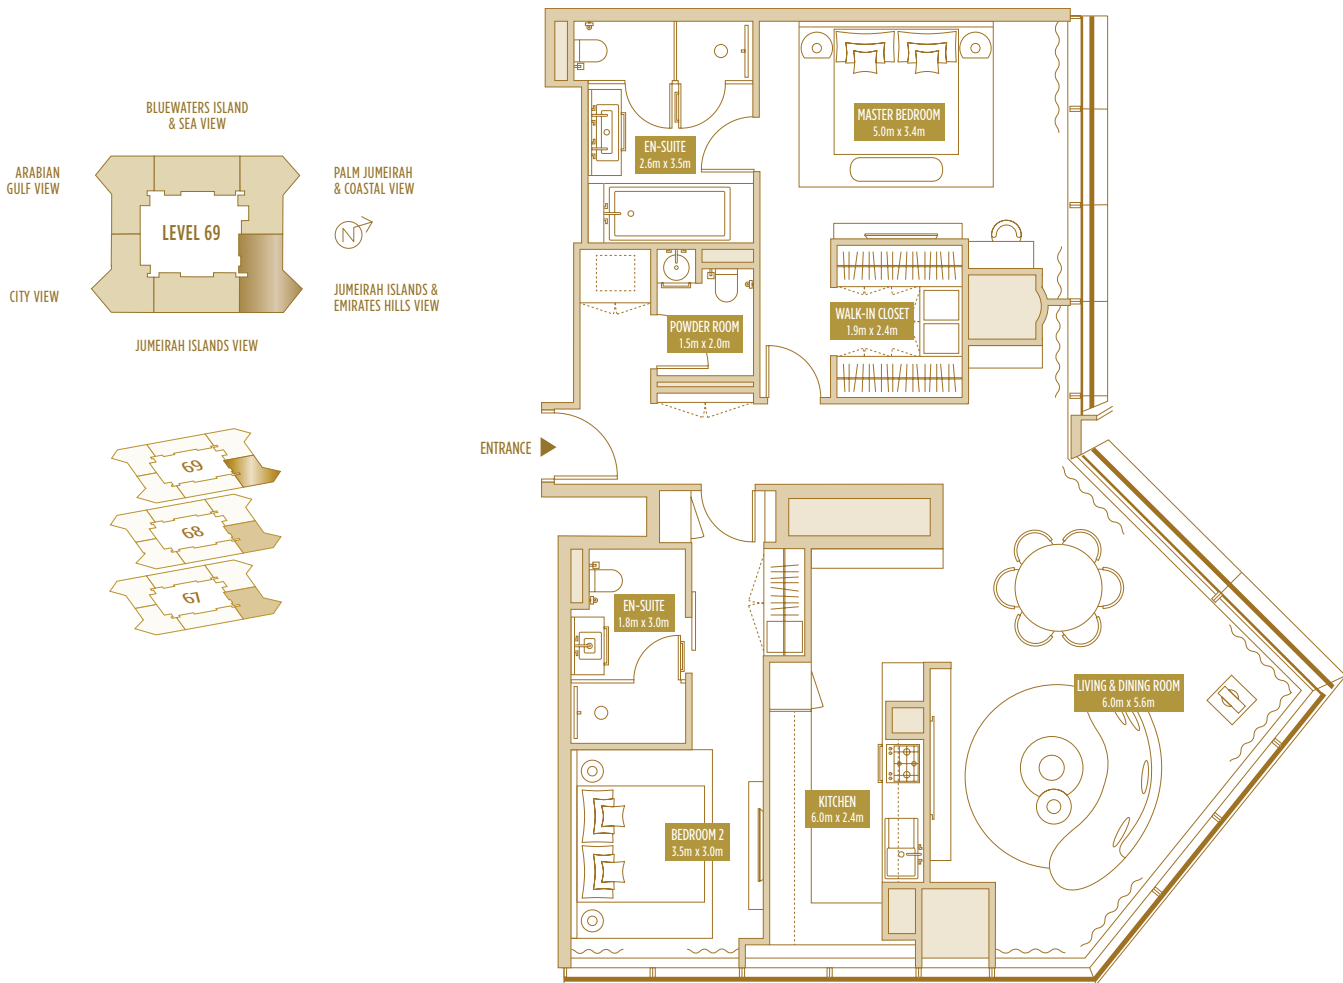 BLUEWATERS ISLAND
& SEA VIEW
ARABIAN
GULF VIEW
PALM JUMEIRAH
& COASTAL VIEW
LEVEL 69
N
CITY VIEW
JUMEIRAH ISLANDS &
EMIRATES HILLS VIEW
JUMEIRAH ISLANDS VIEW
69
68
67
MASTER BEDROOM
5.0m x 3.4m
EN-SUITE
2.6m x 3.5m
WALK-IN CLOSET
1.9m x 2.4m
POWDER ROOM
1.5m x 2.0m
ENTRANCE
EN-SUITE
1.8m x 3.0m
LIVING & DINING ROOM
6.0m x 5.6m
KITCHEN
6.0m x 2.4m
BEDROOM 2
3.5m x 3.0m